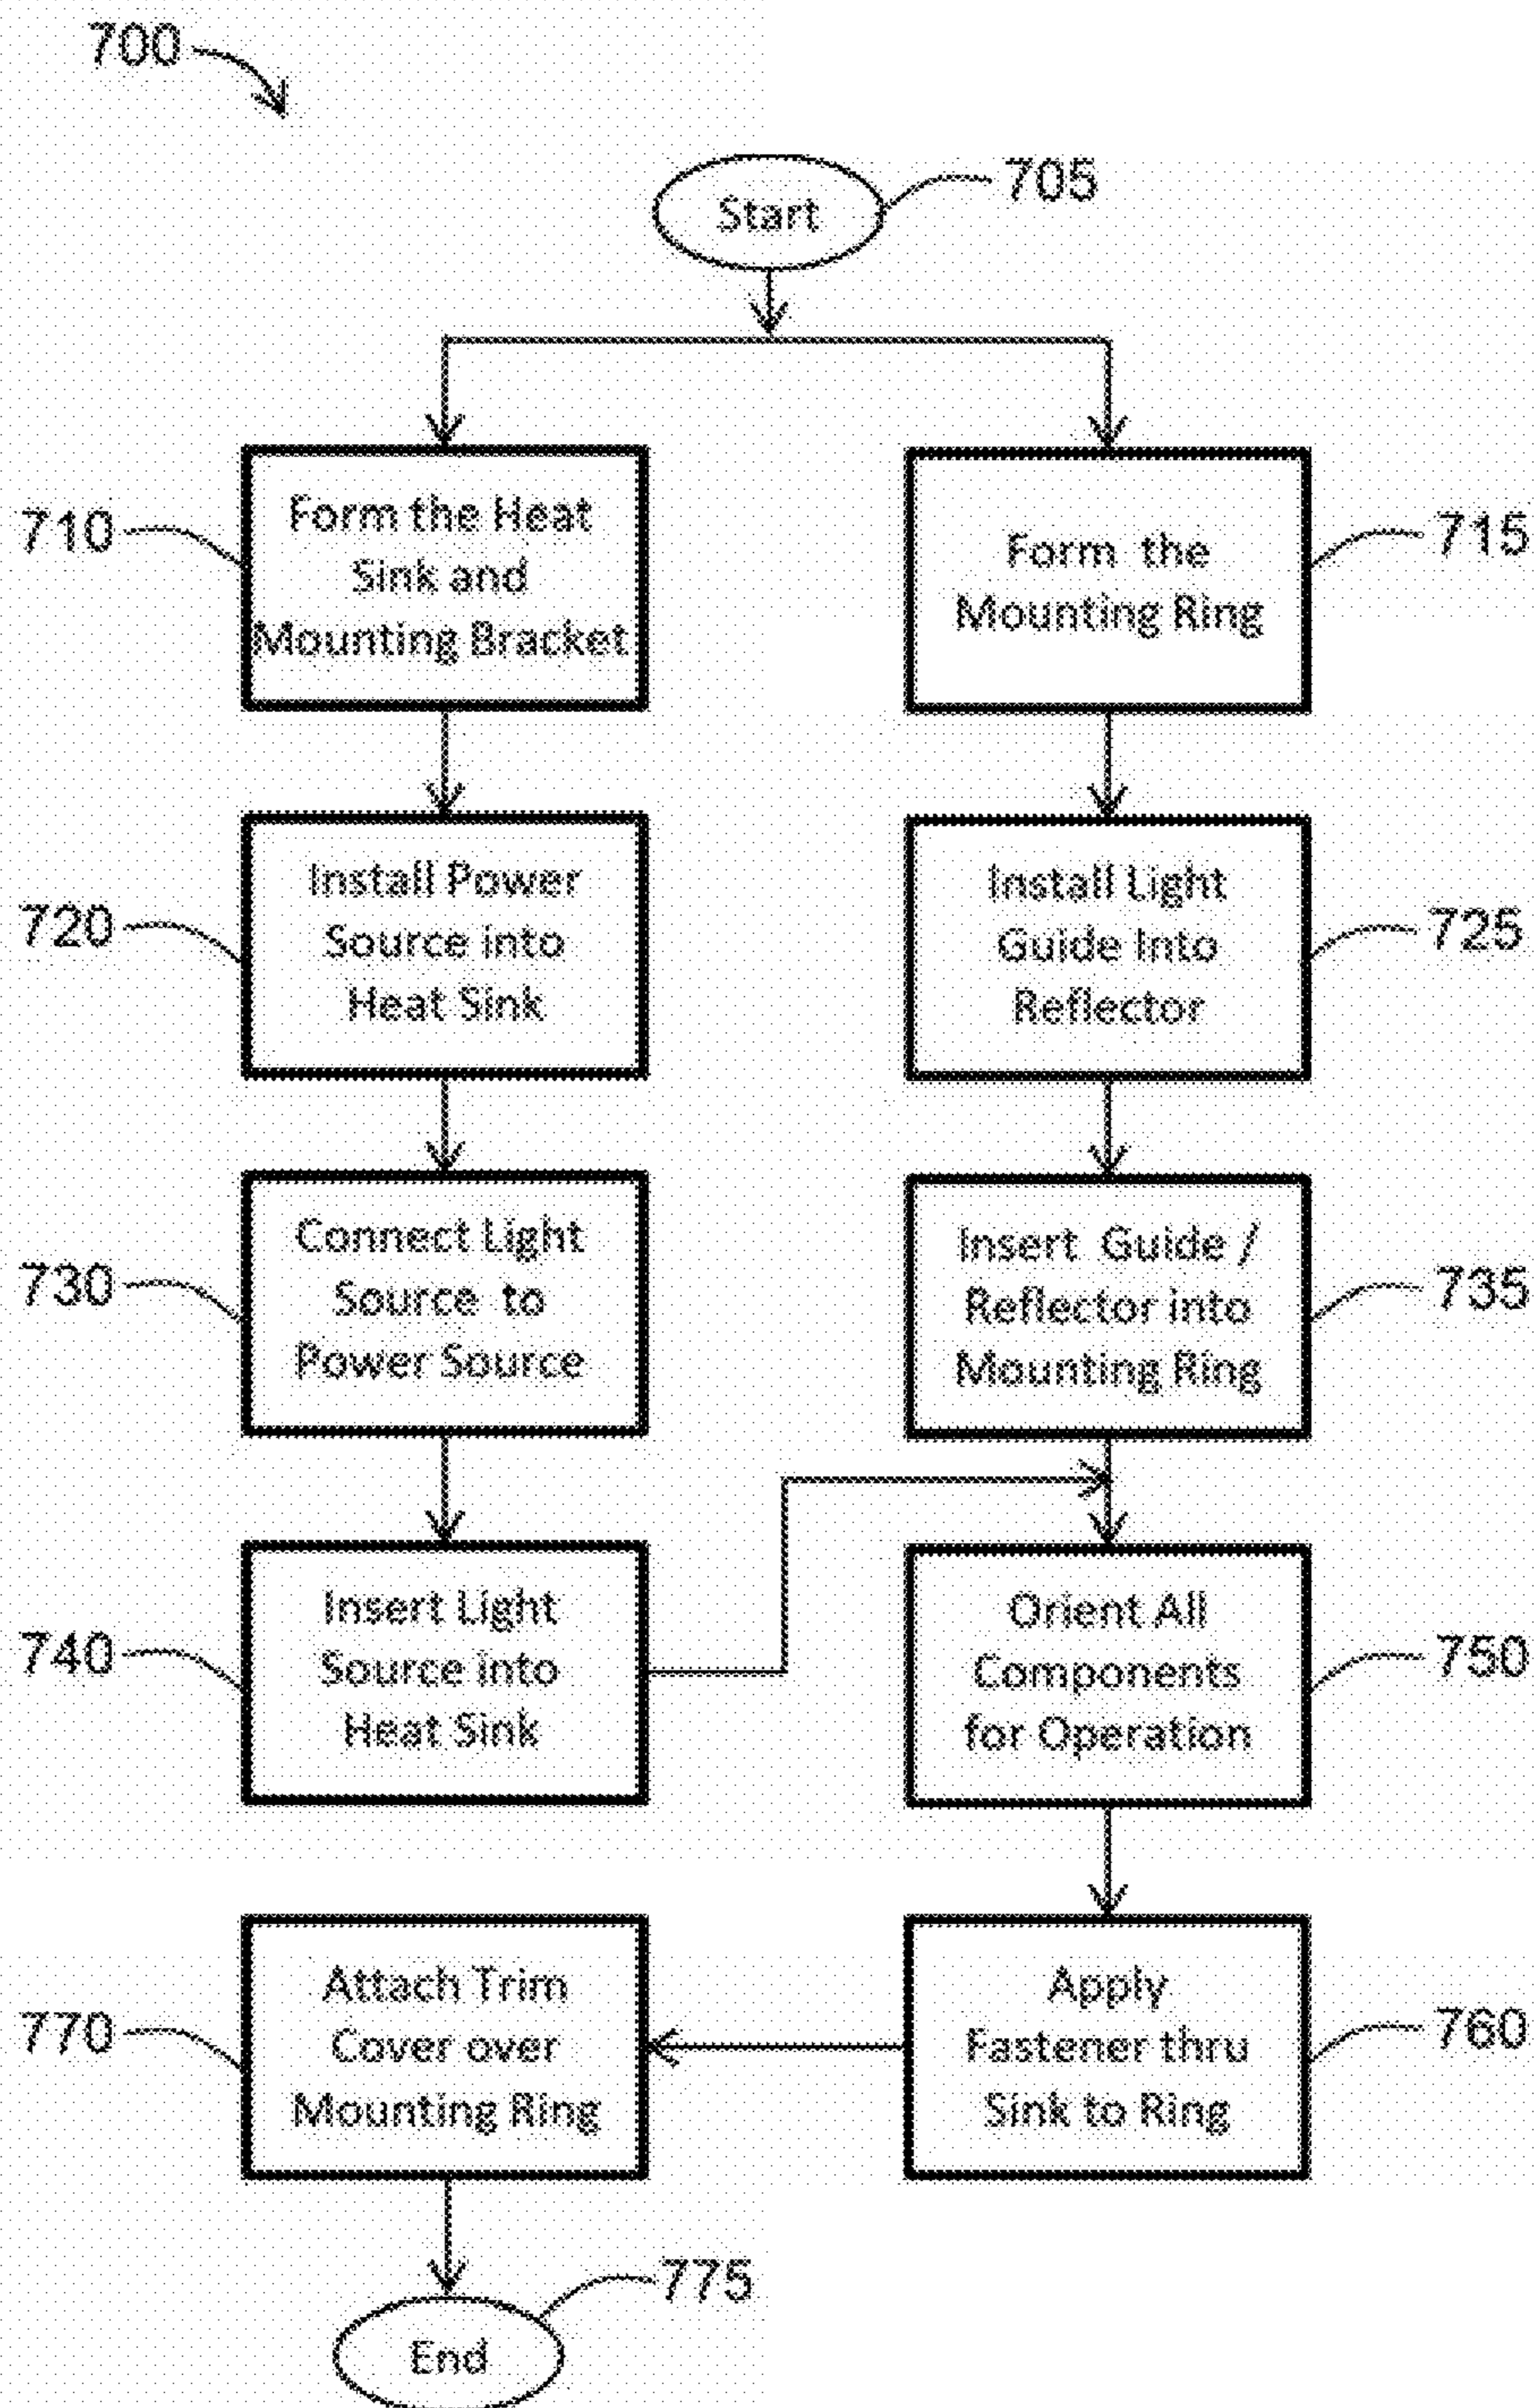 700
Start
705
710
Form the Heat
Sink and
Mounting Bracket
Form the
Mounting Ring
715
720
Install Power
Source into
Heat Sink
Install Light
Guide Into
Reflector
725
730
Connect Light
Source to
Power Source
Insert Guide /
Reflector into
Mounting Ring
735
740
Insert Light
Source into
Heat Sink
Orient All
Components
for Operation
750
770
Attach Trim
Cover over
Mounting Ring
Apply
Fastener thru
Sink to Ring
760
775
End